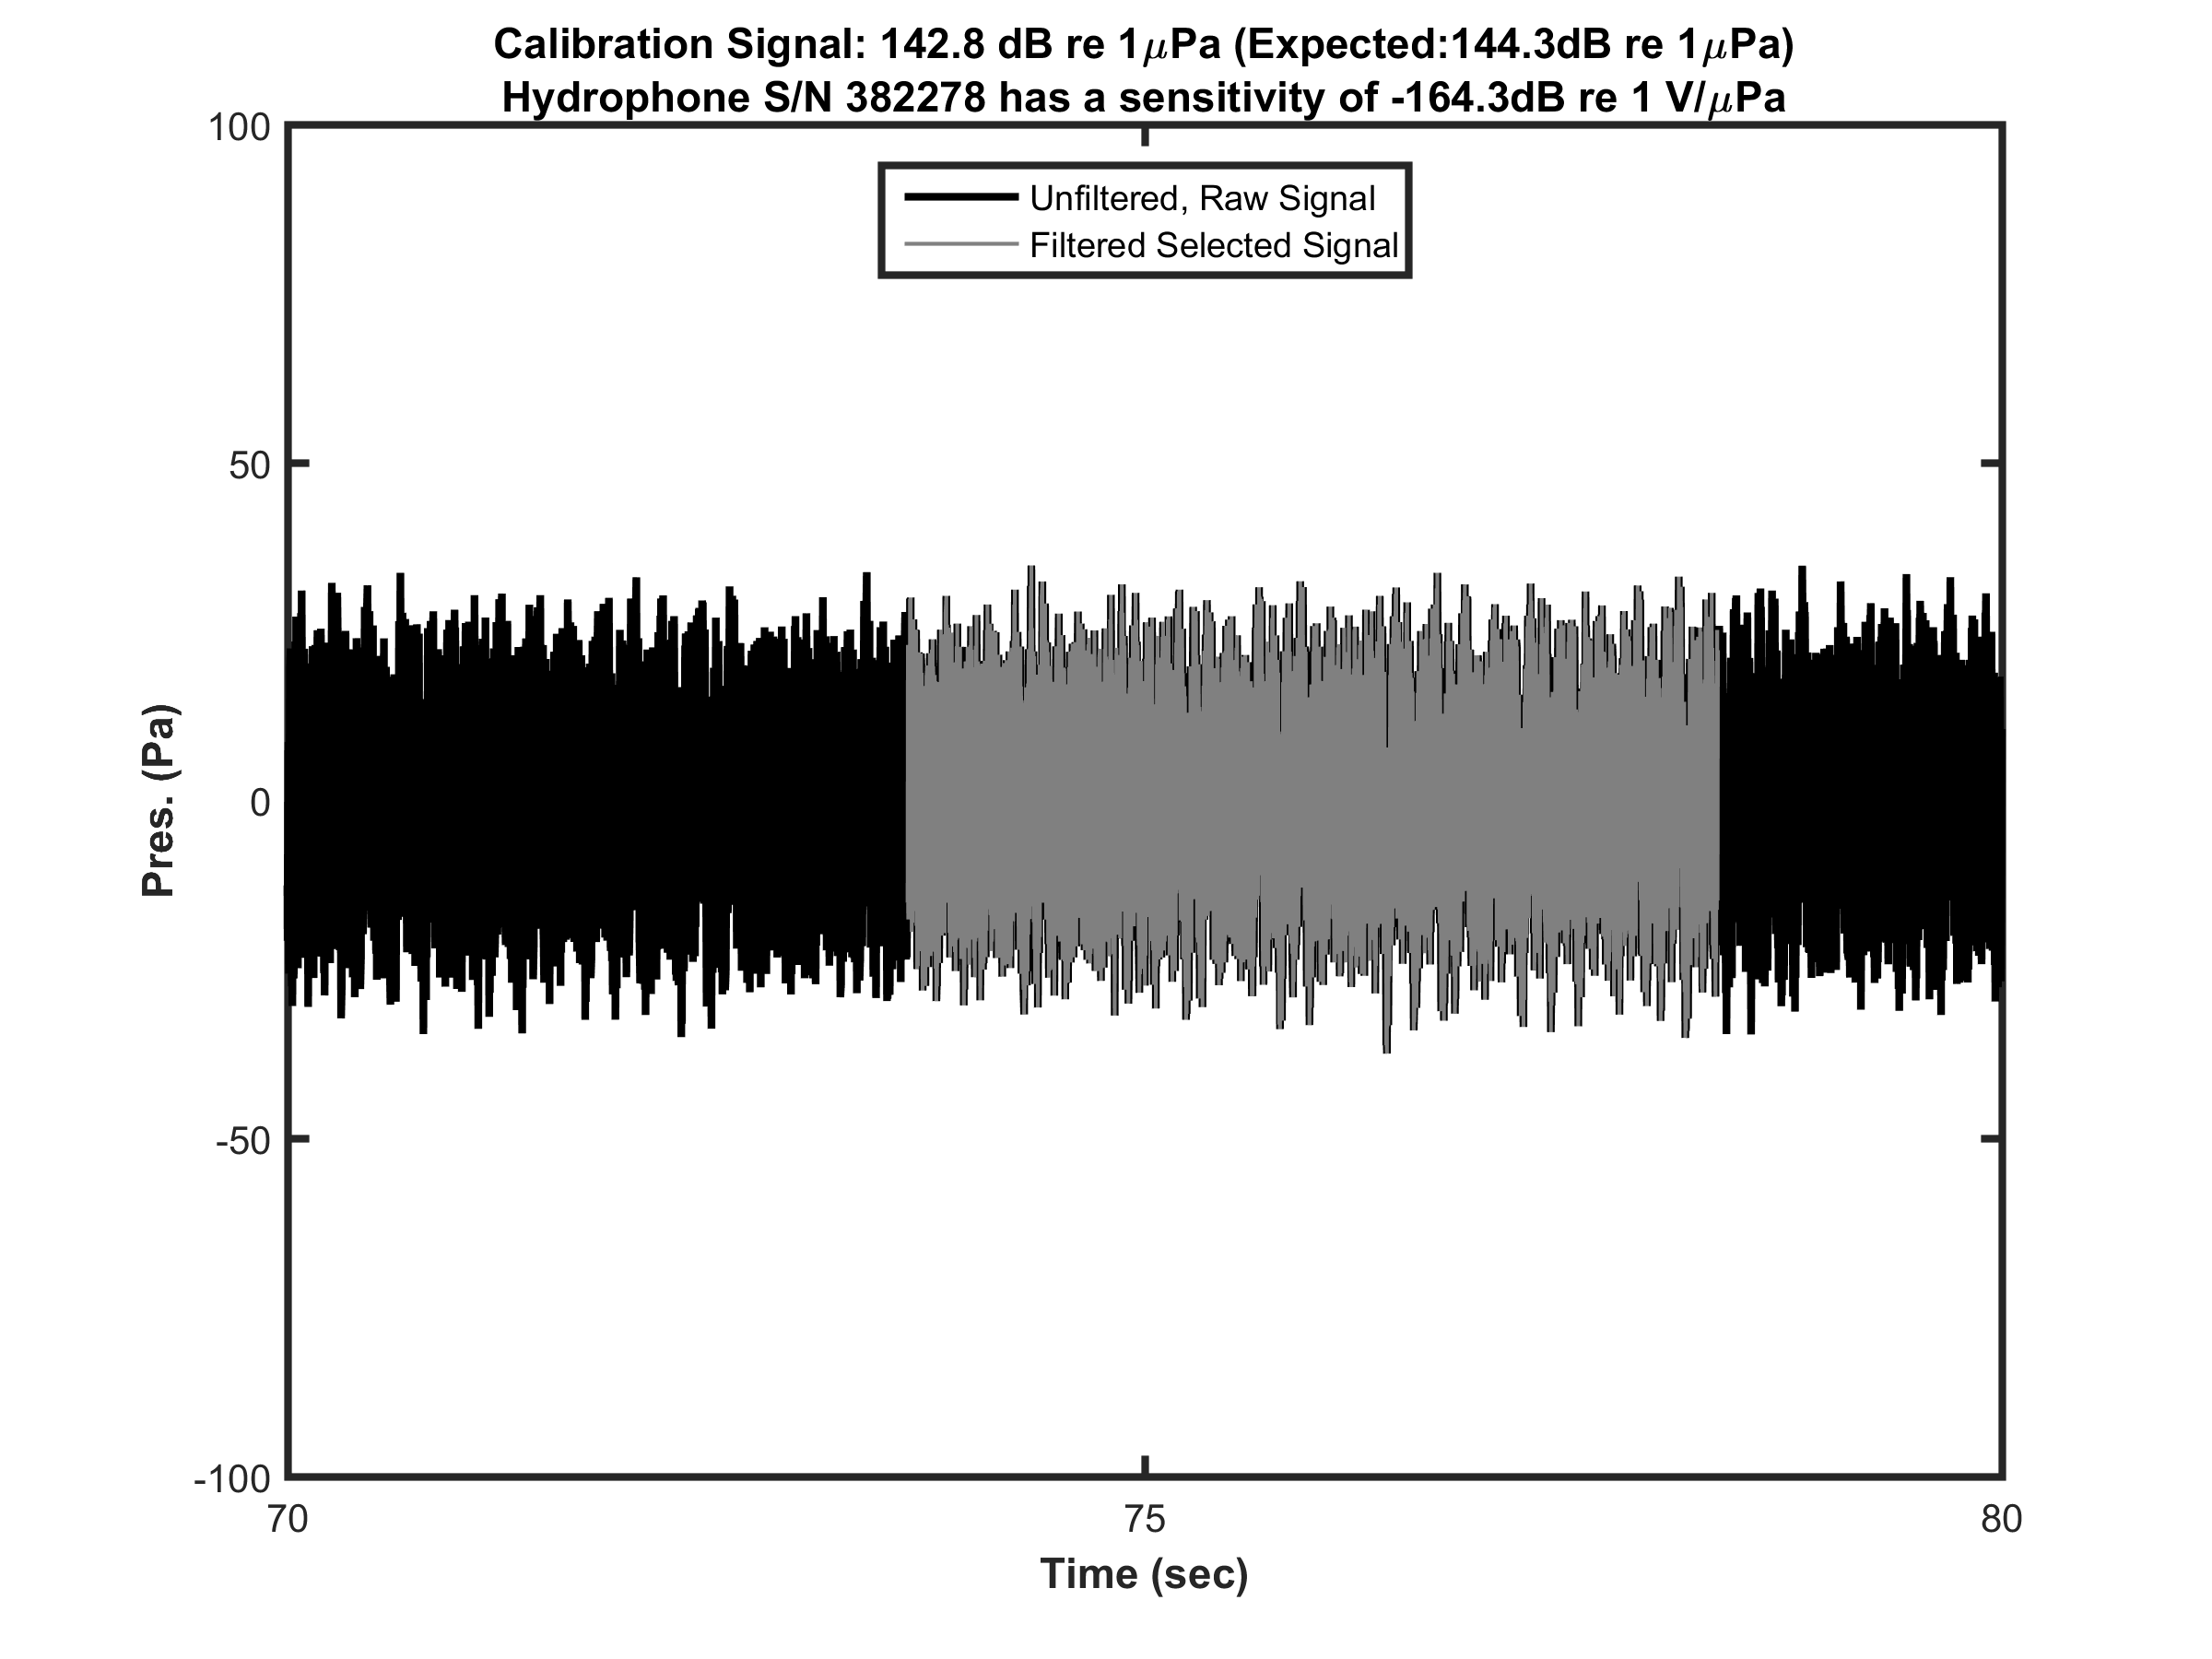 Calibration Signal: 142.8 dB re 1μPa (Expected:144.3dB re 1μPa)
Hydrophone S/N 382278 has a sensitivity of -164.3dB re 1 V/μPa
100
Unfiltered, Raw Signal
Filtered Selected Signal
50
Pres. (Pa)
0
-50
-100
70
75
80
Time (sec)